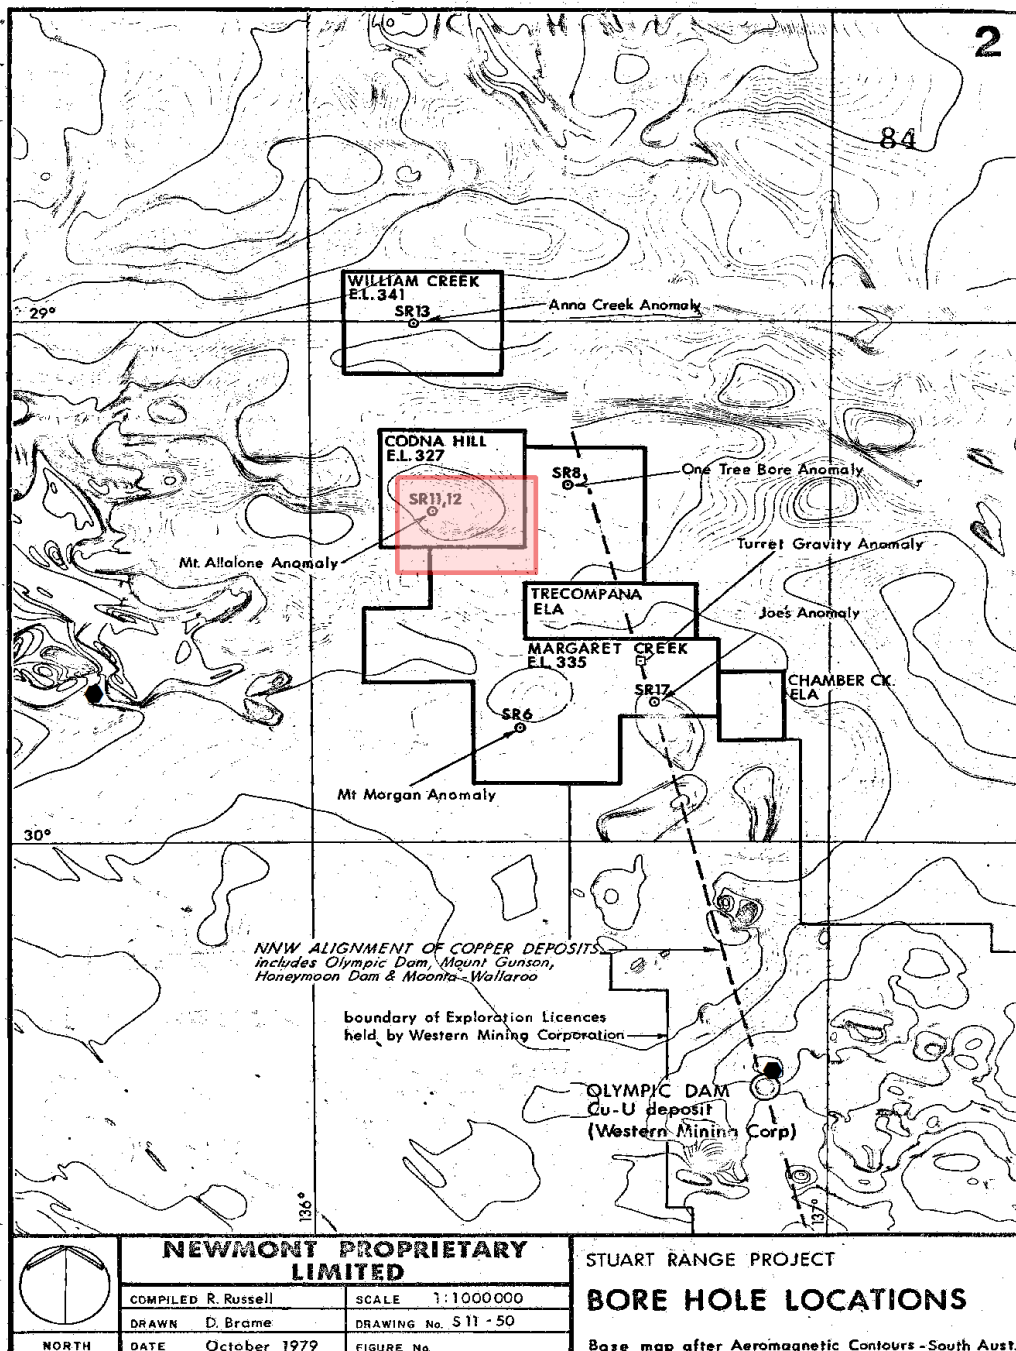 2
84
WILLIAM CREEK
E.L.341
SR13
Anna Creek Anomaly
29°
CODNA HILL
E.L.327
SR8
One Tree Bore Anomaly
SR11,12
Turret Gravity Anomaly
Mt. Allalone Anomaly
TRECOMPANA
ELA
Joe's Anomaly
MARGARET CREEK
E.L.335
CHAMBER CK.
ELA
SR17
SR6
Mt Morgan Anomaly
30°
NNW ALIGNMENT OF COPPER DEPOSITS
includes Olympic Dam, Mount Gunson,
Honeymoon Dam & Moonta-Wallaroo
boundary of Exploration Licences
held by Western Mining Corporation
OLYMPIC DAM
Cu-U deposit
(Western Mining Corp)
136°
137°
NEWMONT PROPRIETARY
LIMITED
COMPILED R. Russell
SCALE 1:1000000
DRAWN D. Brame
DRAWING No. S11-50
NORTH
DATE October 1979
FIGURE No.
STUART RANGE PROJECT
BORE HOLE LOCATIONS
Base map after Aeromagnetic Contours-South Aust.